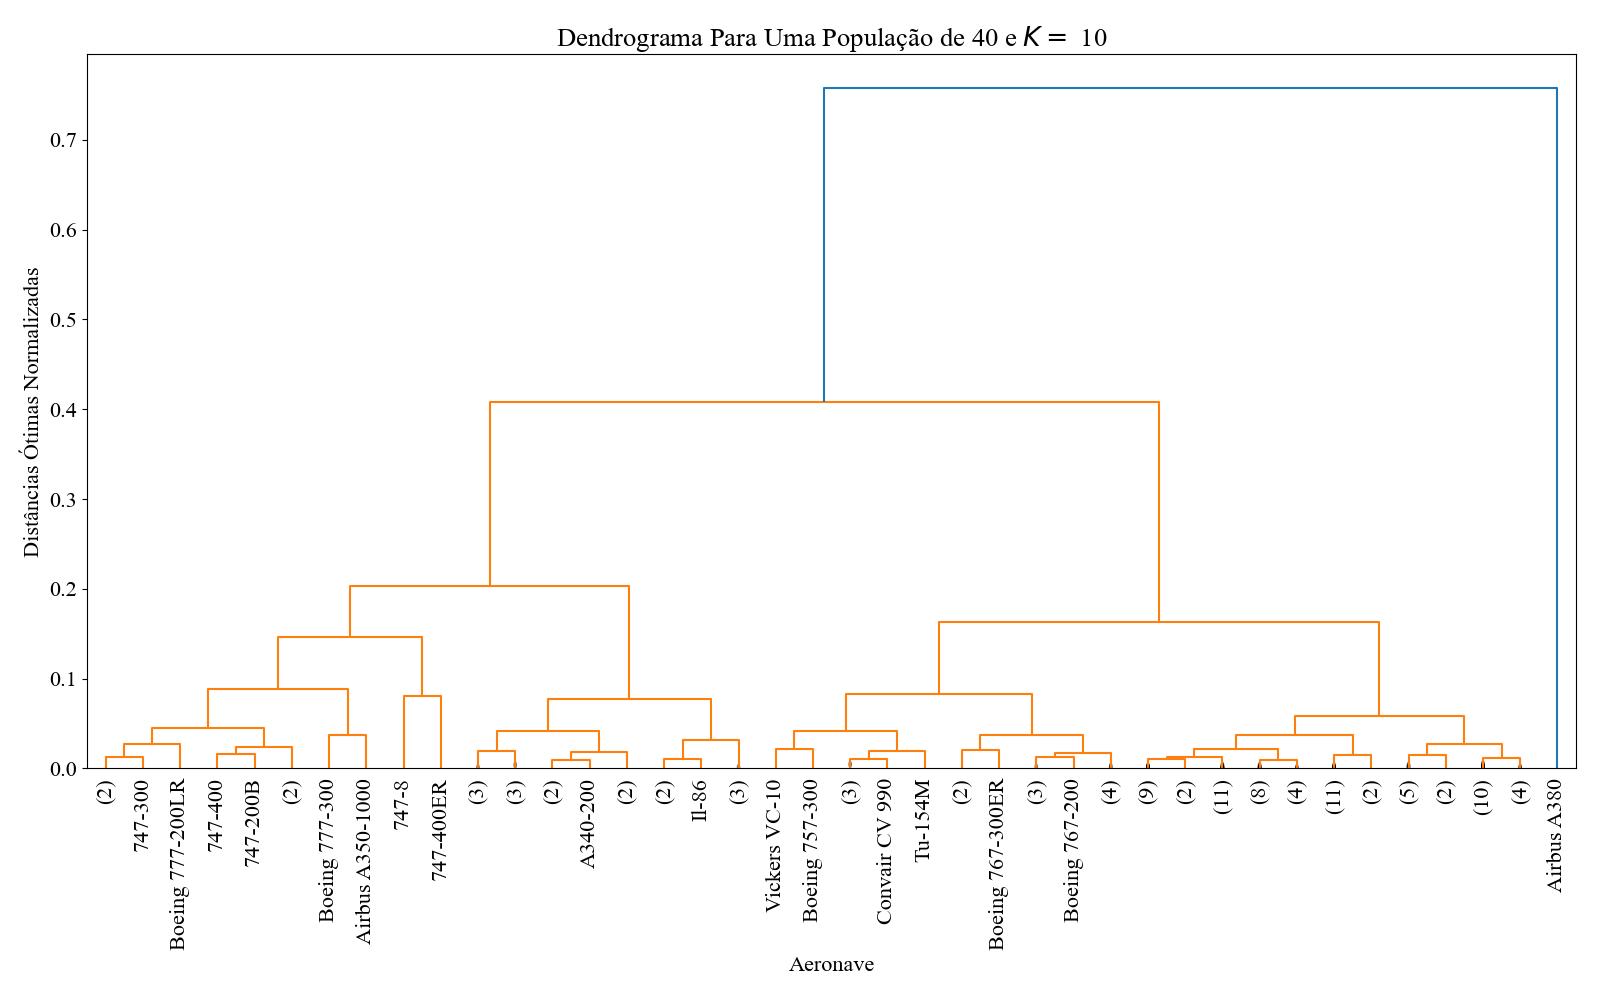 Dendrograma Para Uma População de 40 e K = 10
Distâncias Ótimas Normalizadas
0.7
0.6
0.5
0.4
0.3
0.2
0.1
0.0
(2)
747-300
Boeing 777-200LR
747-400
747-200B
(2)
Boeing 777-300
Airbus A350-1000
747-8
747-400ER
(3)
(3)
(2)
A340-200
(2)
(2)
Il-86
(3)
Vickers VC-10
Boeing 757-300
(3)
Convair CV 990
Tu-154M
(2)
Boeing 767-300ER
(3)
Boeing 767-200
(4)
(9)
(2)
(11)
(8)
(4)
(11)
(2)
(5)
(2)
(10)
(4)
Airbus A380
Aeronave